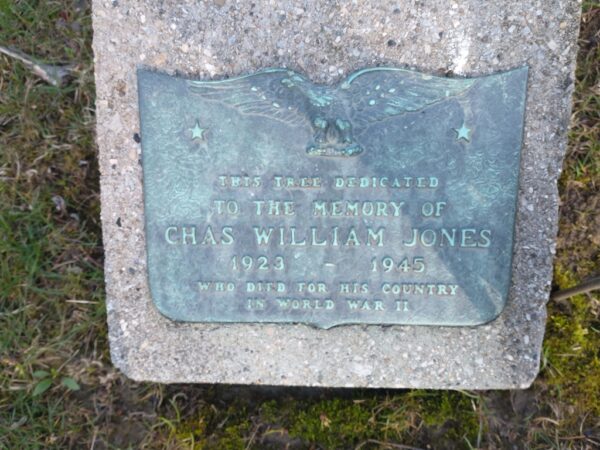 THIS TREE DEDICATED
TO THE MEMORY OF
CHAS WILLIAM JONES
1923 - 1945
WHO DIED FOR HIS COUNTRY
IN WORLD WAR II